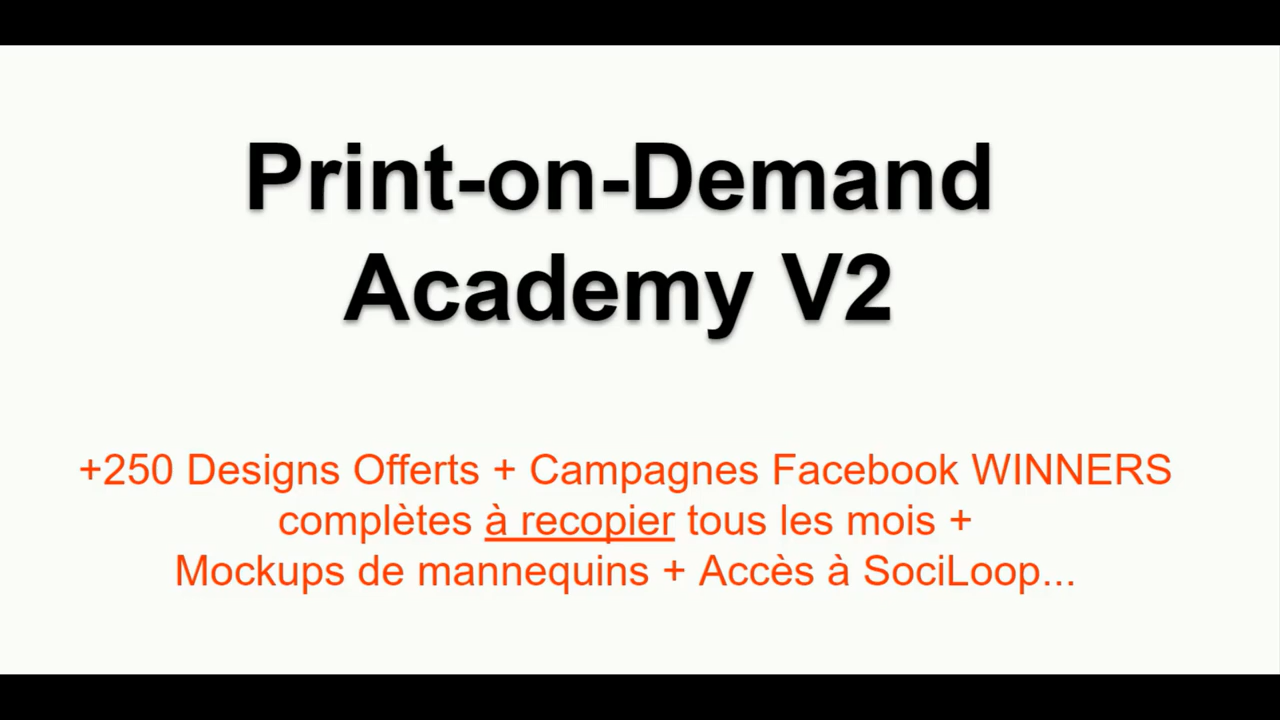 Print-on-Demand
Academy V2
+250 Designs Offerts + Campagnes Facebook WINNERS
complètes à recopier tous les mois +
Mockups de mannequins + Accès à SociLoop...